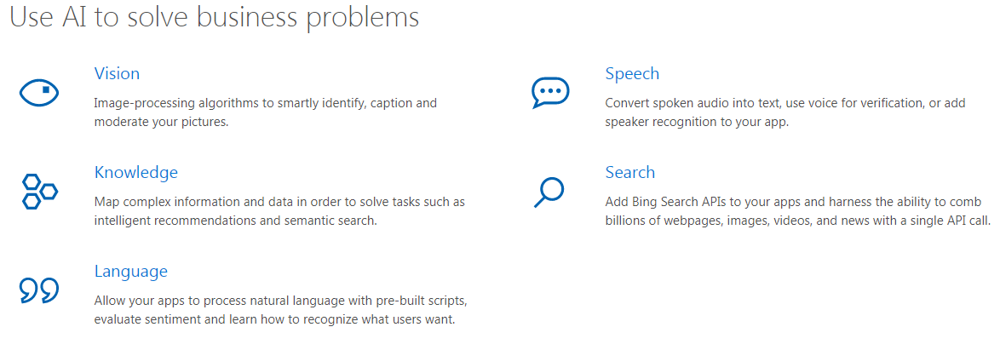 Use AI to solve business problems
Vision
Image-processing algorithms to smartly identify, caption and
moderate your pictures.
Speech
Convert spoken audio into text, use voice for verification, or add
speaker recognition to your app.
Knowledge
Map complex information and data in order to solve tasks such as
intelligent recommendations and semantic search.
Search
Add Bing Search APIs to your apps and harness the ability to comb
billions of webpages, images, videos, and news with a single API call.
Language
Allow your apps to process natural language with pre-built scripts,
evaluate sentiment and learn how to recognize what users want.